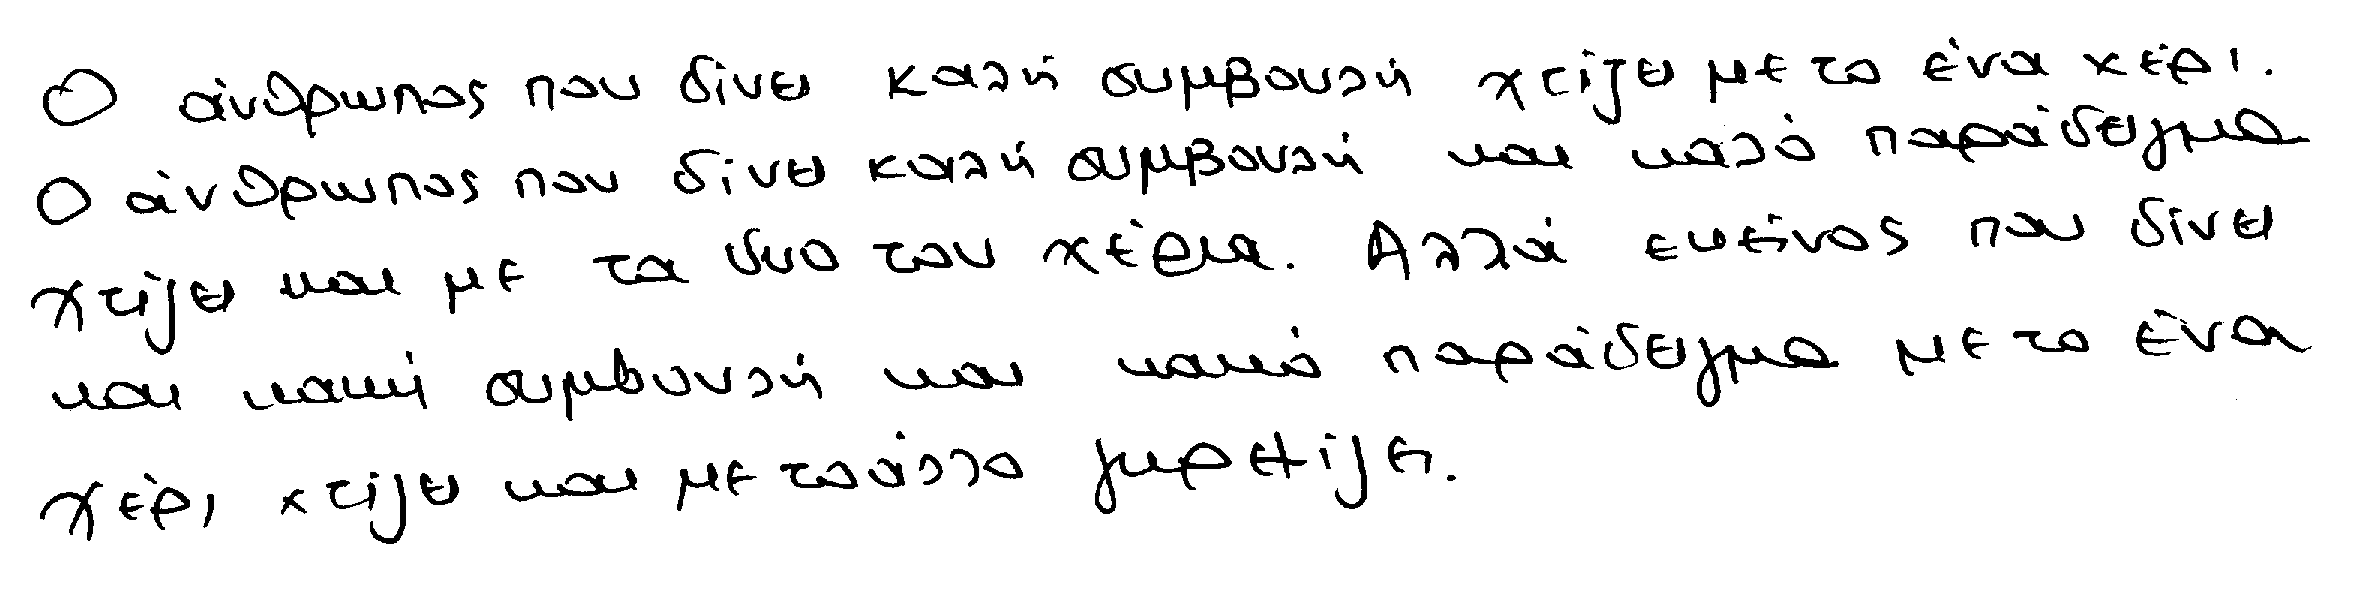 Ο άνθρωπος που δίνει καλή συμβουλή χτίζει με το ένα χέρι.
Ο άνθρωπος που δίνει καλή συμβουλή και καλό παράδειγμα
χτίζει και με τα δυο του χέρια. Αλλά εκείνος που δίνει
και κακή συμβουλή και κακό παράδειγμα με το ένα
χέρι χτίζει και με το άλλο γκρεμίζει.